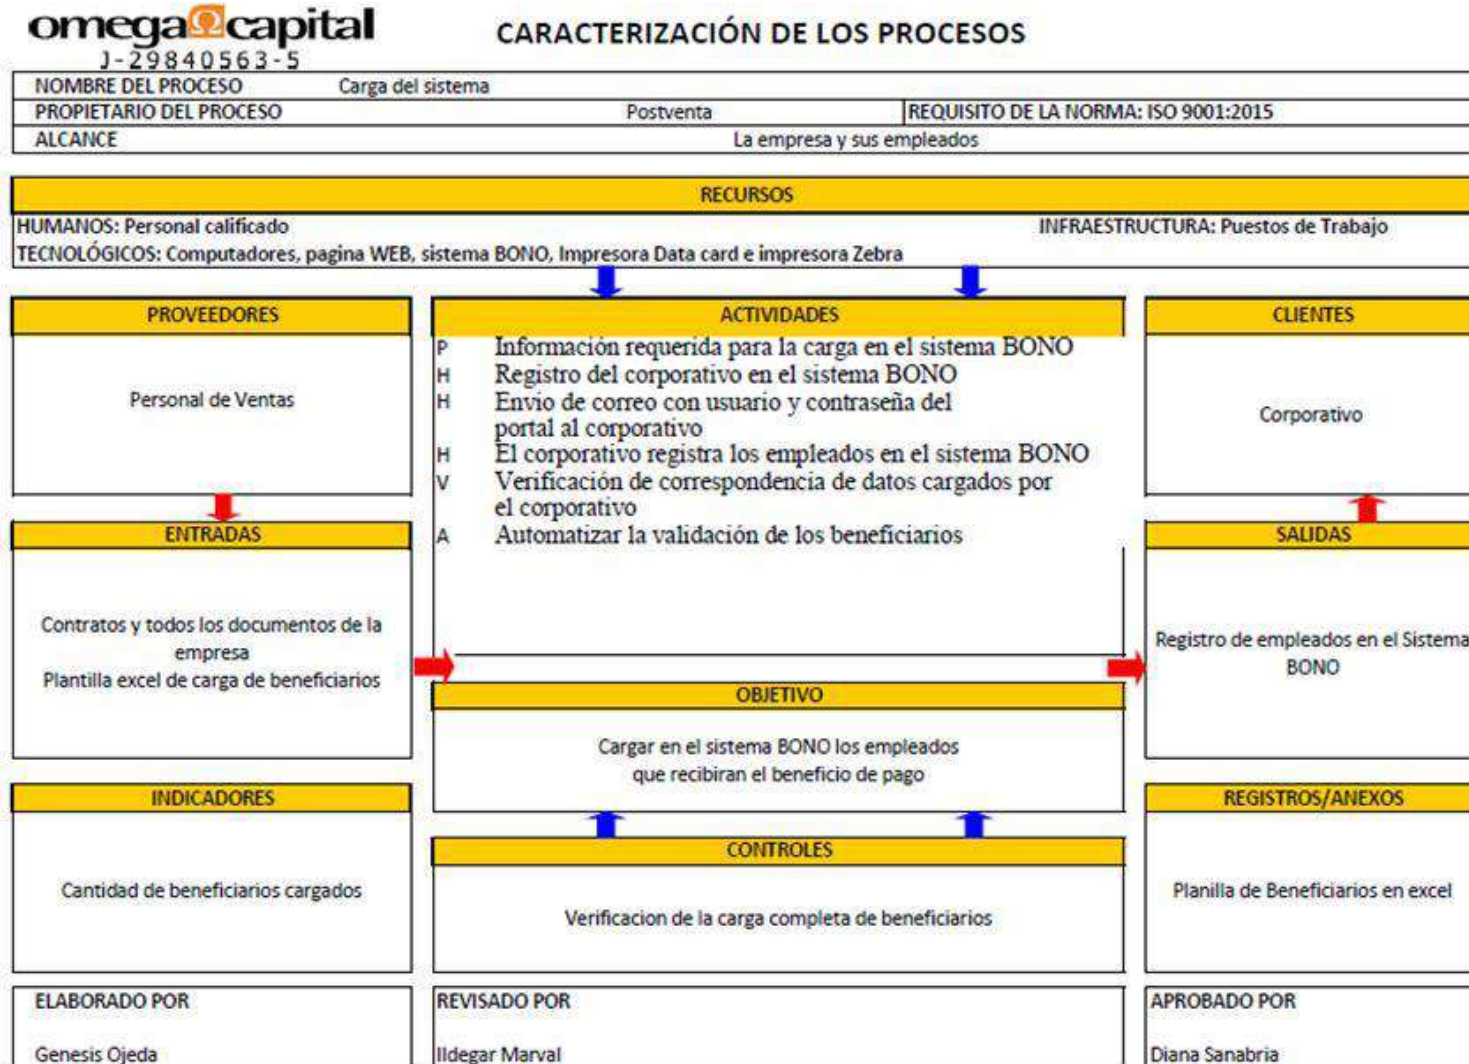 omegaΩcapital
J-29840563-5
CARACTERIZACIÓN DE LOS PROCESOS
NOMBRE DEL PROCESO Carga del sistema
PROPIETARIO DEL PROCESO Postventa REQUISITO DE LA NORMA: ISO 9001:2015
ALCANCE La empresa y sus empleados
RECURSOS
HUMANOS: Personal calificado INFRAESTRUCTURA: Puestos de Trabajo
TECNOLÓGICOS: Computadores, pagina WEB, sistema BONO, Impresora Data card e impresora Zebra
PROVEEDORES
Personal de Ventas
ENTRADAS
Contratos y todos los documentos de la
empresa
Plantilla excel de carga de beneficiarios
INDICADORES
Cantidad de beneficiarios cargados
ACTIVIDADES
P Información requerida para la carga en el sistema BONO
H Registro del corporativo en el sistema BONO
H Envio de correo con usuario y contraseña del
portal al corporativo
H El corporativo registra los empleados en el sistema BONO
V Verificación de correspondencia de datos cargados por
el corporativo
A Automatizar la validación de los beneficiarios
OBJETIVO
Cargar en el sistema BONO los empleados
que recibiran el beneficio de pago
CONTROLES
Verificacion de la carga completa de beneficiarios
CLIENTES
Corporativo
SALIDAS
Registro de empleados en el Sistema
BONO
REGISTROS/ANEXOS
Planilla de Beneficiarios en excel
ELABORADO POR
Genesis Ojeda
REVISADO POR
Ildegar Marval
APROBADO POR
Diana Sanabria